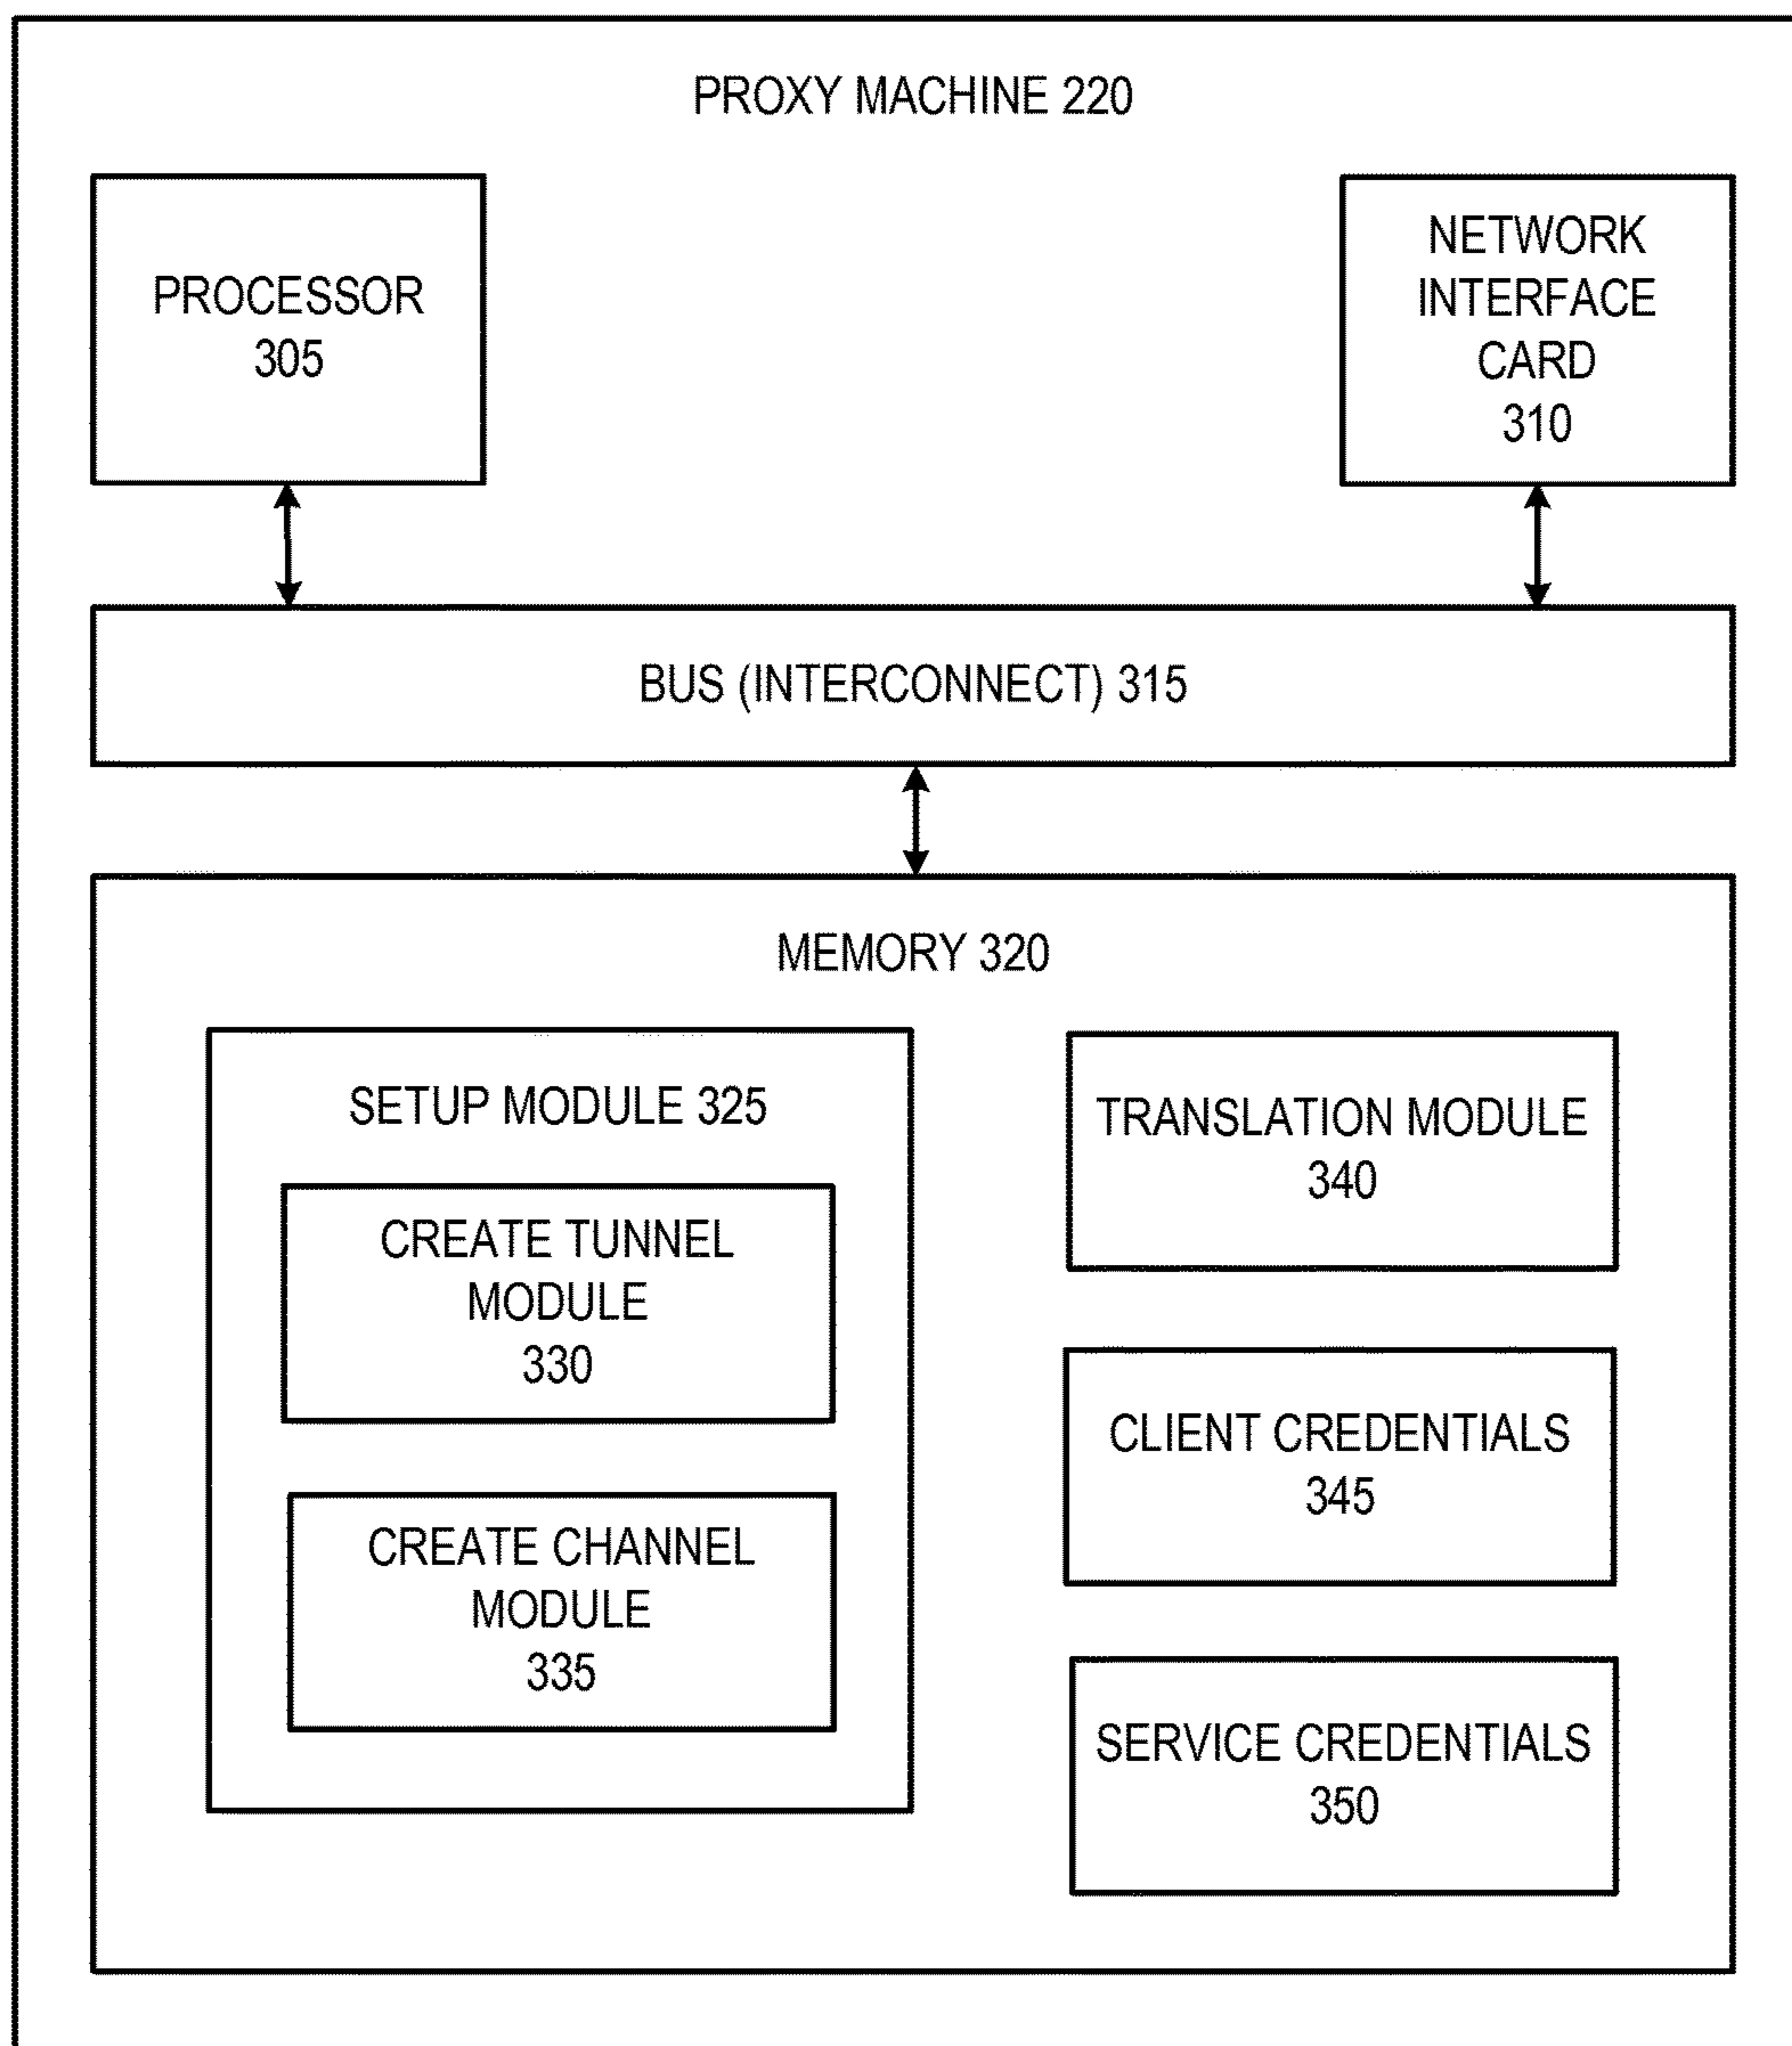 PROXY MACHINE 220
PROCESSOR
305
NETWORK
INTERFACE
CARD
310
BUS (INTERCONNECT) 315
MEMORY 320
SETUP MODULE 325
CREATE TUNNEL
MODULE
330
CREATE CHANNEL
MODULE
335
TRANSLATION MODULE
340
CLIENT CREDENTIALS
345
SERVICE CREDENTIALS
350